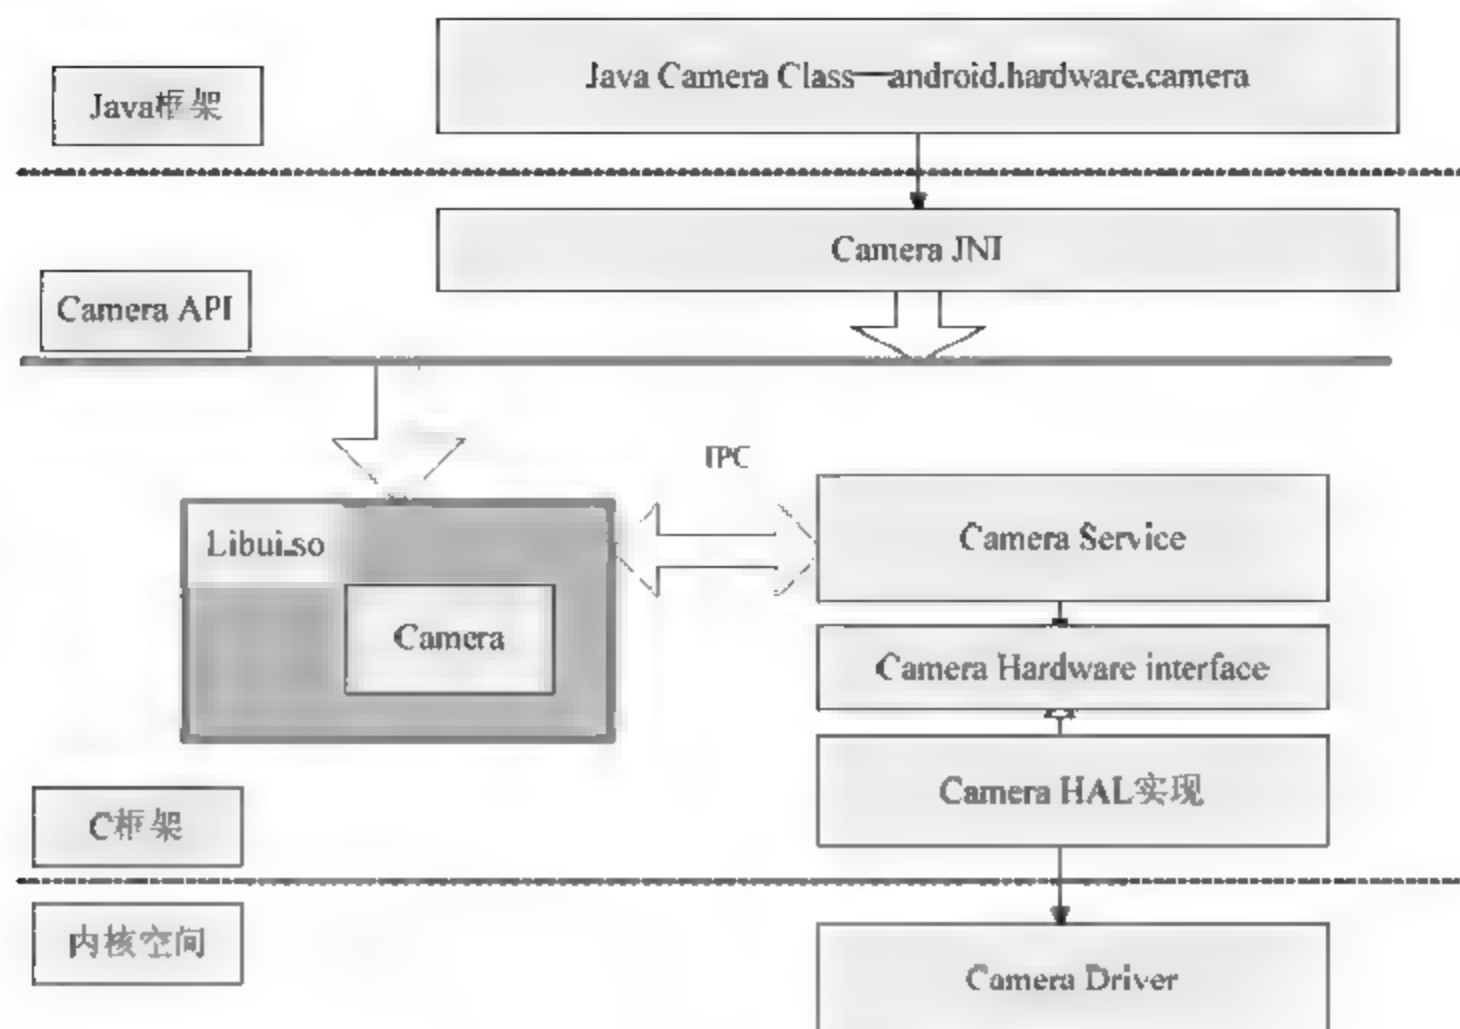 Java Camera Class—android.hardware.camera
Java框架
Camera JNI
Camera API
IPC
Libui.so
Camera Service
Camera
Camera Hardware interface
Camera HAL实现
C框架
内核空间
Camera Driver